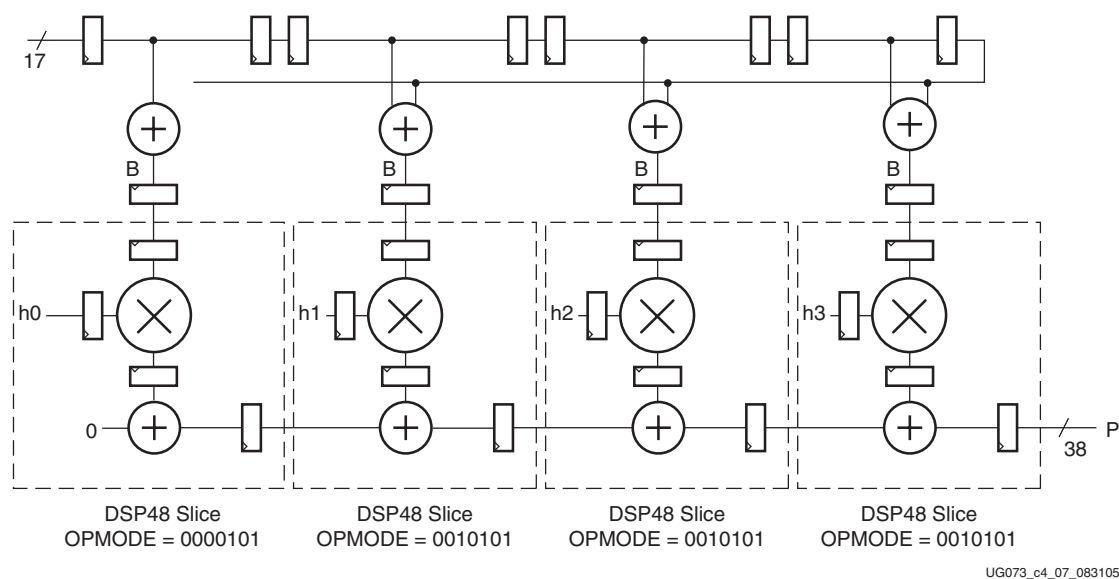 17
B
B
B
B
h0
h1
h2
h3
0
P
38
DSP48 Slice
OPMODE = 0000101
DSP48 Slice
OPMODE = 0010101
DSP48 Slice
OPMODE = 0010101
DSP48 Slice
OPMODE = 0010101
UG073_c4_07_083105